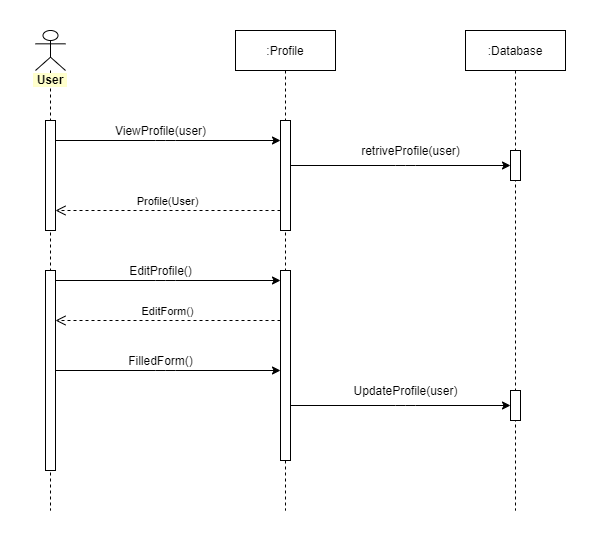 :Profile
:Database
User
ViewProfile(user)
retriveProfile(user)
Profile(User)
EditProfile()
EditForm()
FilledForm()
UpdateProfile(user)